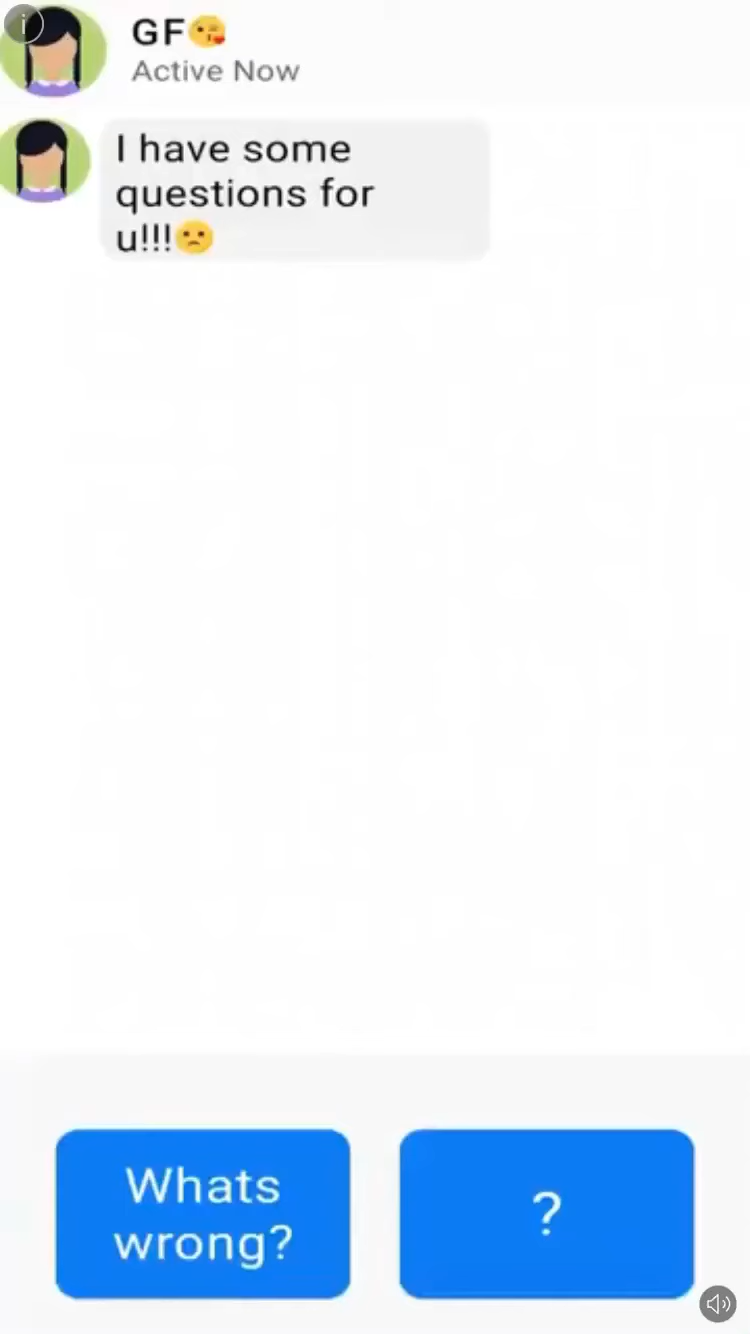 GF😘
Active Now
I have some
questions for
u!!!🙁
Whats
wrong?
?